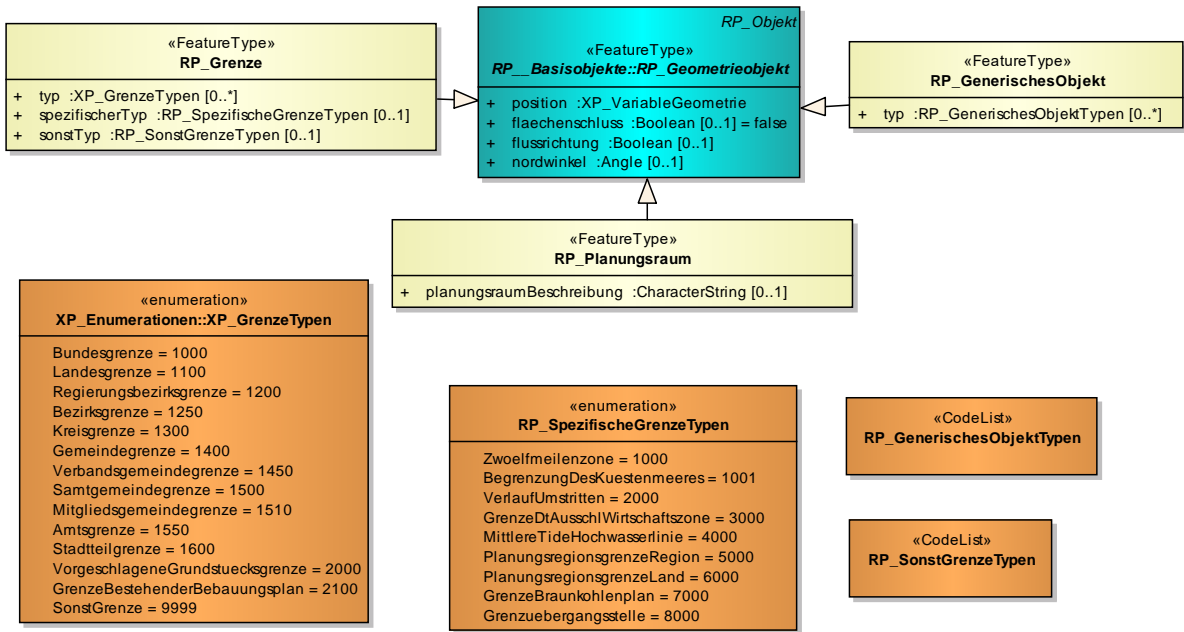 «FeatureType»
RP_Grenze
+ typ :XP_GrenzeTypen [0..*]
+ spezifischerTyp :RP_SpezifischeGrenzeTypen [0..1]
+ sonstTyp :RP_SonstGrenzeTypen [0..1]
RP_Objekt
«FeatureType»
RP__Basisobjekte::RP_Geometrieobjekt
+ position :XP_VariableGeometrie
+ flaechenschluss :Boolean [0..1] = false
+ flussrichtung :Boolean [0..1]
+ nordwinkel :Angle [0..1]
«FeatureType»
RP_GenerischesObjekt
+ typ :RP_GenerischesObjektTypen [0..*]
«FeatureType»
RP_Planungsraum
+ planungsraumBeschreibung :CharacterString [0..1]
«enumeration»
XP_Enumerationen::XP_GrenzeTypen
Bundesgrenze = 1000
Landesgrenze = 1100
Regierungsbezirksgrenze = 1200
Bezirksgrenze = 1250
Kreisgrenze = 1300
Gemeindegrenze = 1400
Verbandsgemeindegrenze = 1450
Samtgemeindegrenze = 1500
Mitgliedsgemeindegrenze = 1510
Amtsgrenze = 1550
Stadtteilgrenze = 1600
VorgeschlageneGrundstuecksgrenze = 2000
GrenzeBestehenderBebauungsplan = 2100
SonstGrenze = 9999
«enumeration»
RP_SpezifischeGrenzeTypen
Zwoelfmeilenzone = 1000
BegrenzungDesKuestenmeeres = 1001
VerlaufUmstritten = 2000
GrenzeDtAusschlWirtschaftszone = 3000
MittlereTideHochwasserlinie = 4000
PlanungsregionsgrenzeRegion = 5000
PlanungsregionsgrenzeLand = 6000
GrenzeBraunkohlenplan = 7000
Grenzuebergangsstelle = 8000
«CodeList»
RP_GenerischesObjektTypen
«CodeList»
RP_SonstGrenzeTypen